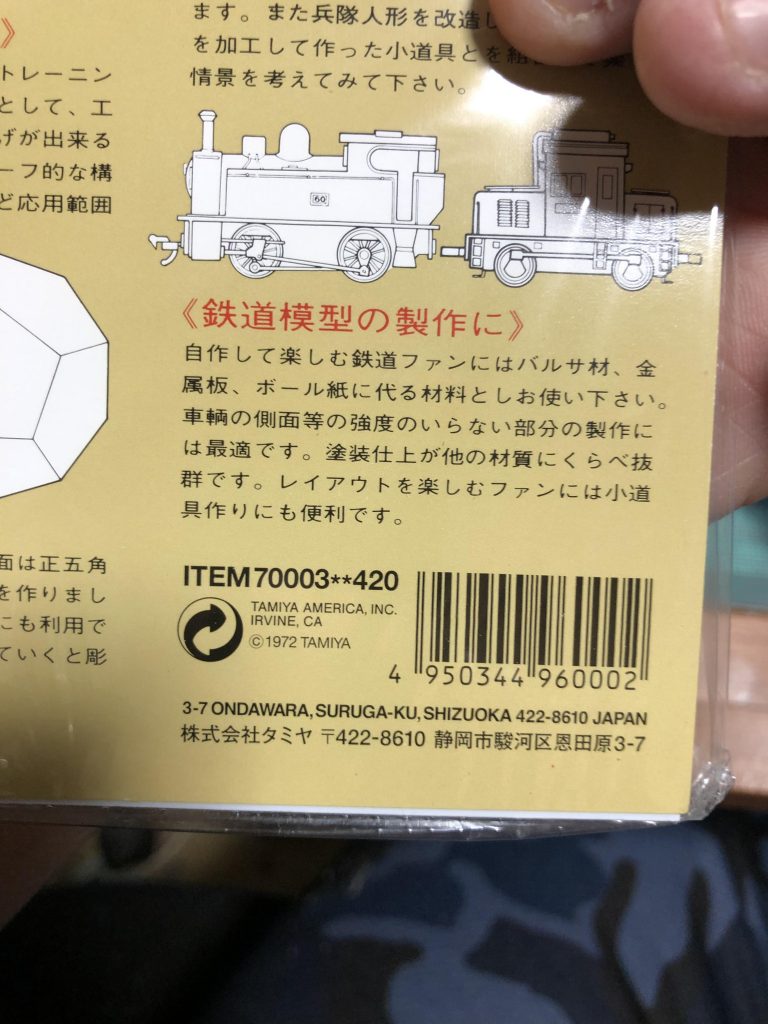 》
トレーニン
として、工
げが出来る
ーフ的な構
ど応用範囲
ます。また兵隊人形を改造し
を加工して作った小道具とを組
情景を考えてみて下さい。
60
《鉄道模型の製作に》
自作して楽しむ鉄道ファンにはバルサ材、金
属板、ボール紙に代る材料としお使い下さい。
車輌の側面等の強度のいらない部分の製作に
は最適です。塗装仕上が他の材質にくらべ抜
群です。レイアウトを楽しむファンには小道
具作りにも便利です。
面は正五角
を作りまし
にも利用で
ていくと彫
ITEM 70003**420
TAMIYA AMERICA, INC.
IRVINE, CA
©1972 TAMIYA
4 950344 960002
3-7 ONDAWARA, SURUGA-KU, SHIZUOKA 422-8610 JAPAN
株式会社タミヤ 〒422-8610 静岡市駿河区恩田原3-7